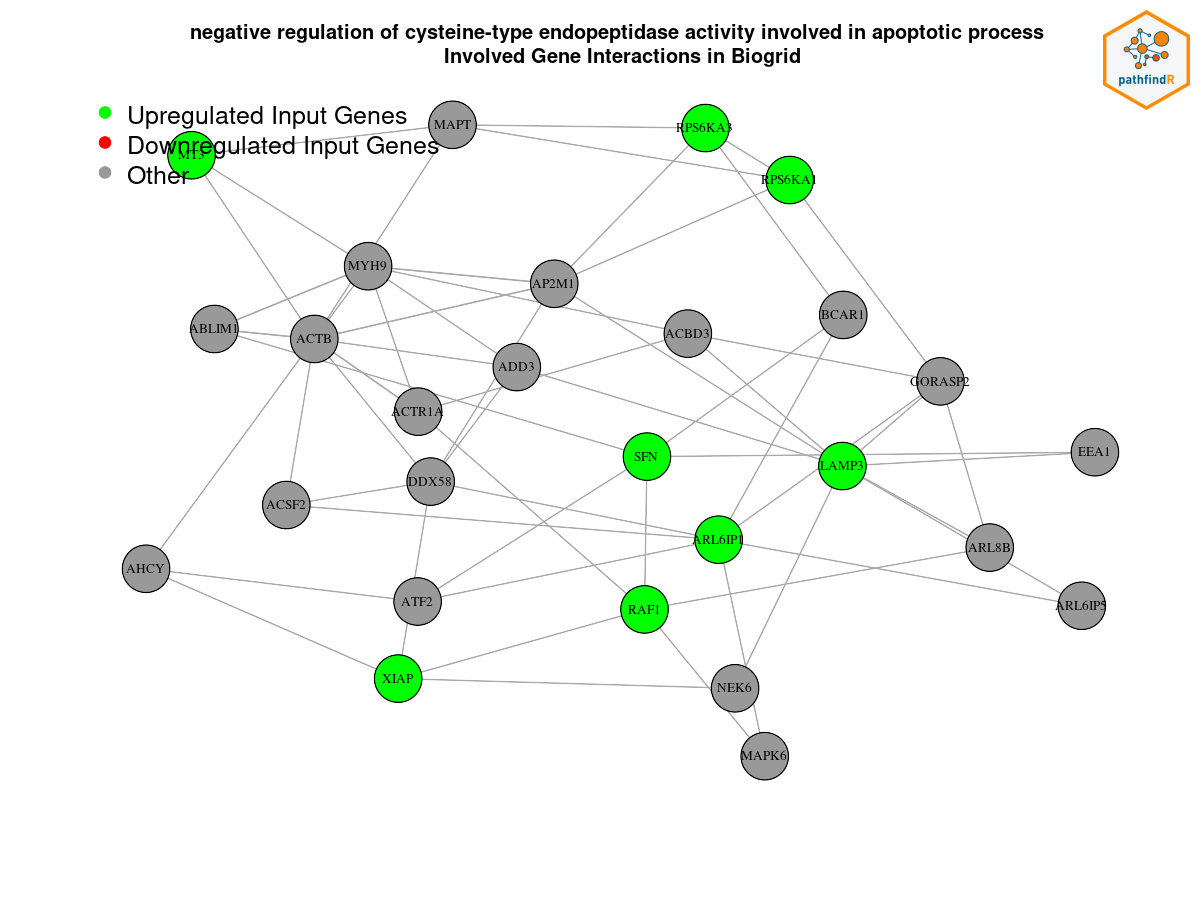 negative regulation of cysteine-type endopeptidase activity involved in apoptotic process
Involved Gene Interactions in Biogrid
pathfindR
Upregulated Input Genes
Downregulated Input Genes
Other
MAPT
RPS6KA3
MT3
RPS6KA1
MYH9
AP2M1
BCAR1
ABLIM1
ACTB
ACBD3
ADD3
GORASP2
ACTR1A
SFN
LAMP3
EEA1
DDX58
ACSF2
ARL6IP1
ARL8B
AHCY
ATF2
RAF1
ARL6IP5
XIAP
NEK6
MAPK6